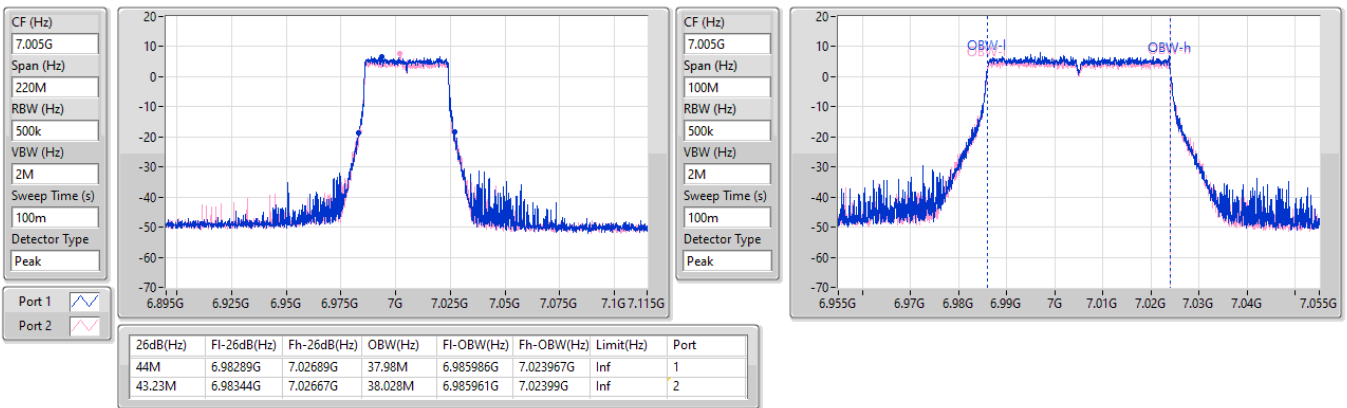 CF (Hz)
7.005G
Span (Hz)
220M
RBW (Hz)
500k
VBW (Hz)
2M
Sweep Time (s)
100m
Detector Type
Peak
Port 1
Port 2
20
10
0
-10
-20
-30
-40
-50
-60
-70
6.895G 6.925G 6.95G 6.975G 7G 7.025G 7.05G 7.075G 7.1G 7.115G
CF (Hz)
7.005G
Span (Hz)
100M
RBW (Hz)
500k
VBW (Hz)
2M
Sweep Time (s)
100m
Detector Type
Peak
20
10
0
-10
-20
-30
-40
-50
-60
-70
OBW-l
OBW-h
6.955G 6.97G 6.98G 6.99G 7G 7.01G 7.02G 7.03G 7.04G 7.055G
26dB(Hz) Fl-26dB(Hz) Fh-26dB(Hz) OBW(Hz) Fl-OBW(Hz) Fh-OBW(Hz) Limit(Hz) Port
44M 6.98289G 7.02689G 37.98M 6.985986G 7.023967G Inf 1
43.23M 6.98344G 7.02667G 38.028M 6.985961G 7.02399G Inf 2